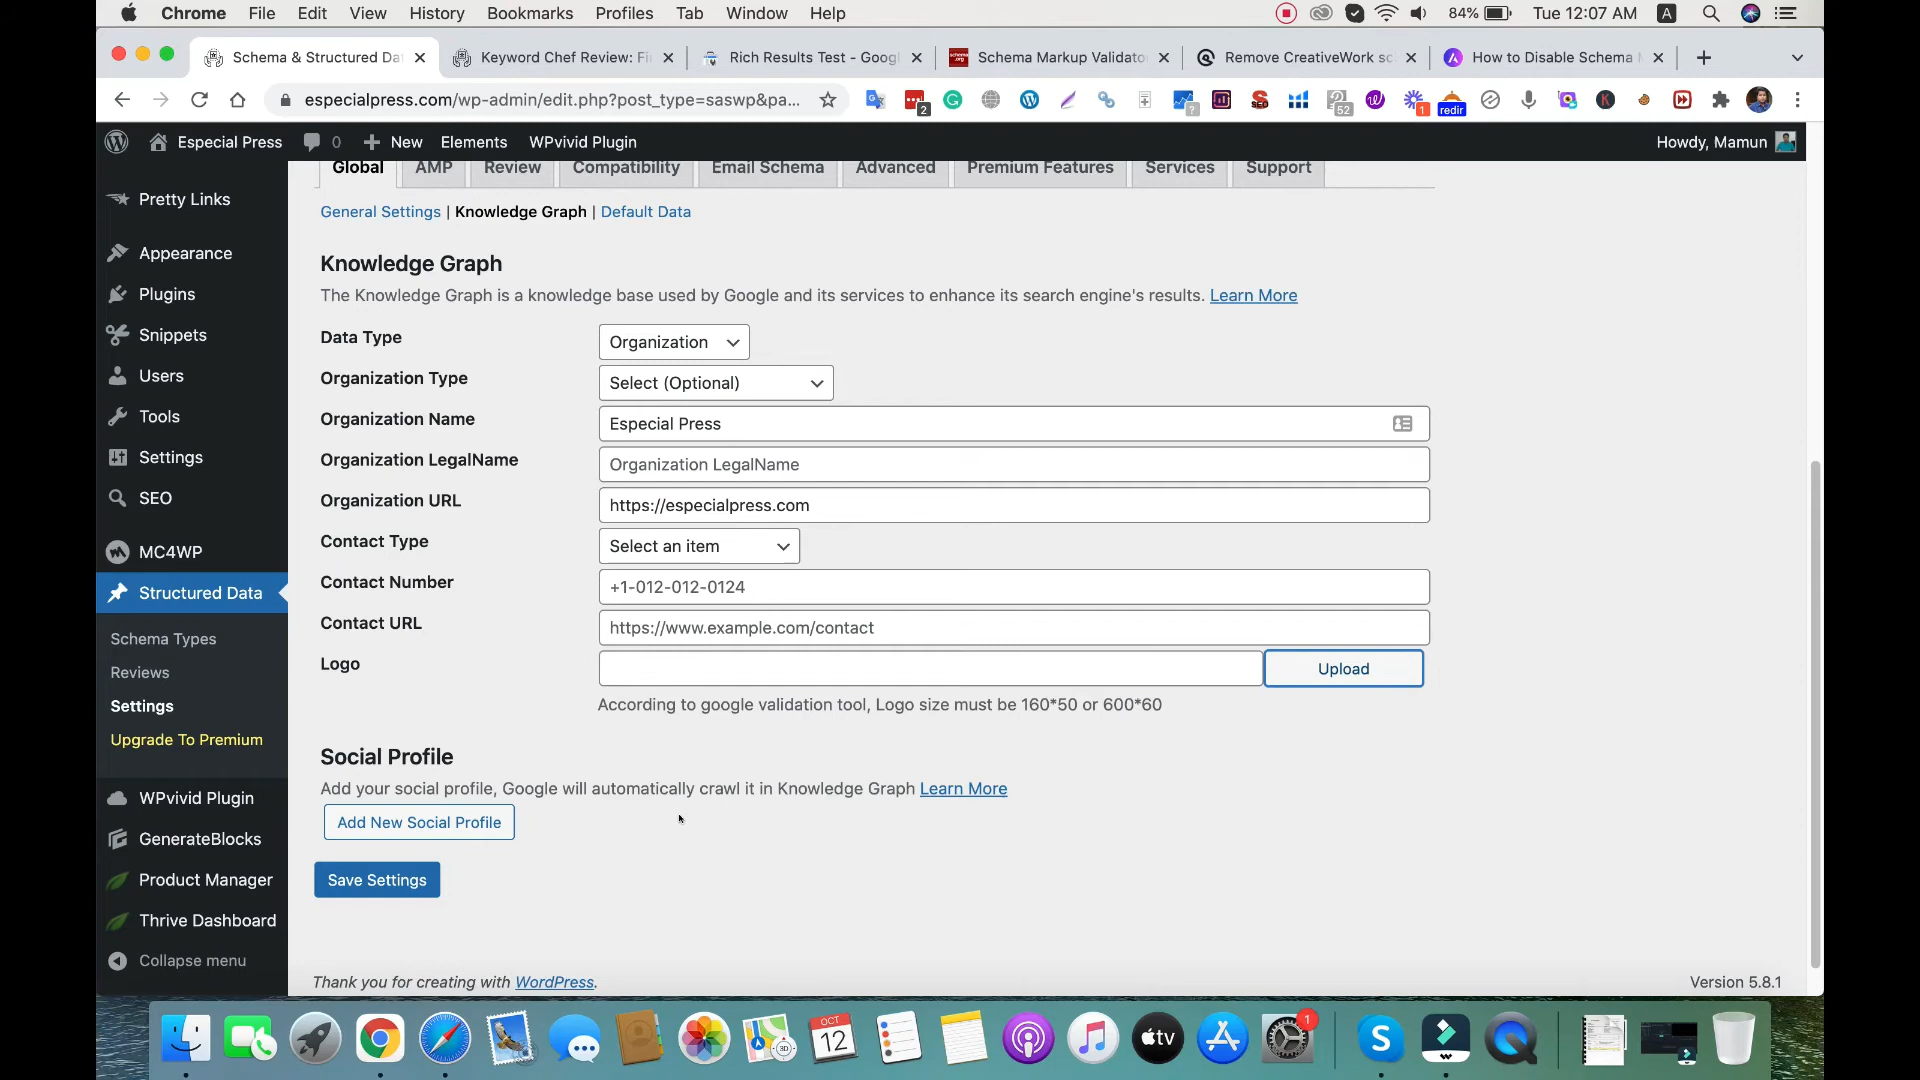 Chrome File Edit View History Bookmarks Profiles Tab Window Help 84% Tue 12:07 AM A
Schema & Structured Da Keyword Chef Review: Fi Rich Results Test - Googl Schema Markup Validato Remove CreativeWork sc How to Disable Schema
especialpress.com/wp-admin/edit.php?post_type=saswp&pa... 2 52 1 redir
Especial Press 0 New Elements WPvivid Plugin Howdy, Mamun
Global AMP Review Compatibility Email Schema Advanced Premium Features Services Support
General Settings | Knowledge Graph | Default Data
Knowledge Graph
The Knowledge Graph is a knowledge base used by Google and its services to enhance its search engine's results. Learn More
Data Type Organization
Organization Type Select (Optional)
Organization Name Especial Press
Organization LegalName Organization LegalName
Organization URL https://especialpress.com
Contact Type Select an item
Contact Number +1-012-012-0124
Contact URL https://www.example.com/contact
Logo Upload
According to google validation tool, Logo size must be 160*50 or 600*60
Social Profile
Add your social profile, Google will automatically crawl it in Knowledge Graph Learn More
Add New Social Profile
Save Settings
Thank you for creating with WordPress. Version 5.8.1
Pretty Links
Appearance
Plugins
Snippets
Users
Tools
Settings
SEO
MC4WP
Structured Data
Schema Types
Reviews
Settings
Upgrade To Premium
WPvivid Plugin
GenerateBlocks
Product Manager
Thrive Dashboard
Collapse menu
OCT
12
tv
1